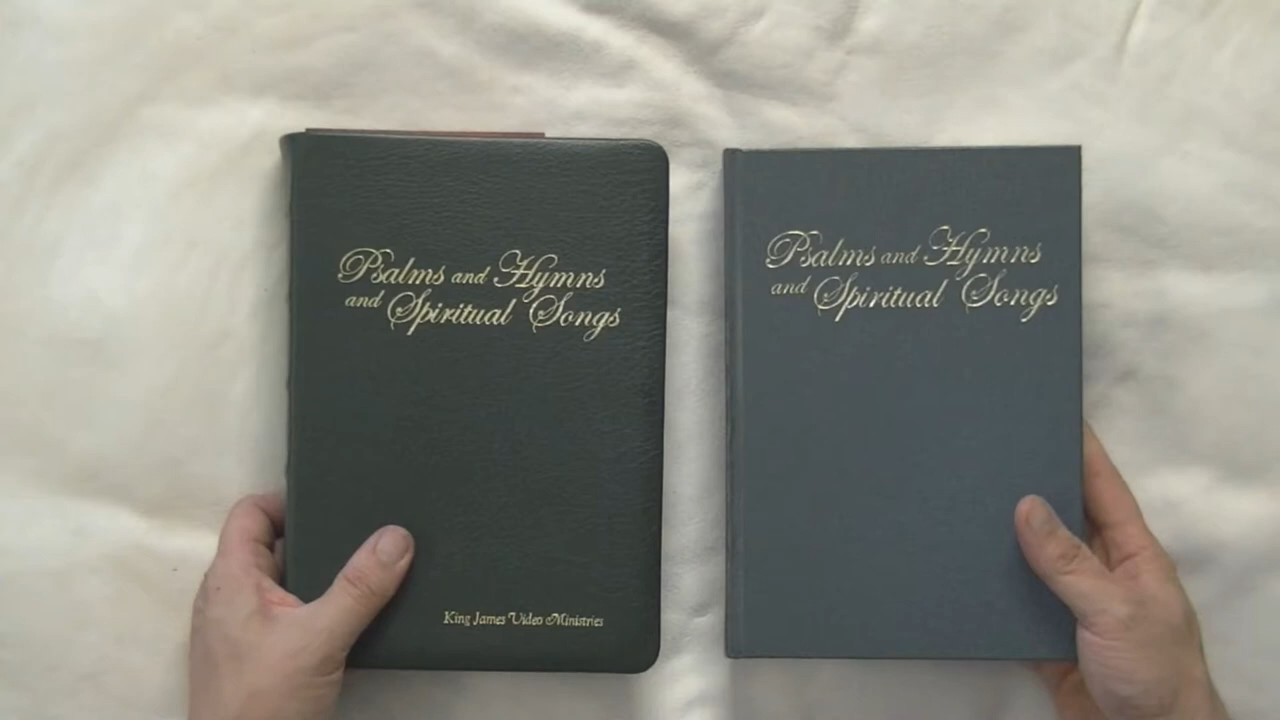 Psalms and Hymns
and Spiritual Songs
King James Video Ministries
Psalms and Hymns
and Spiritual Songs